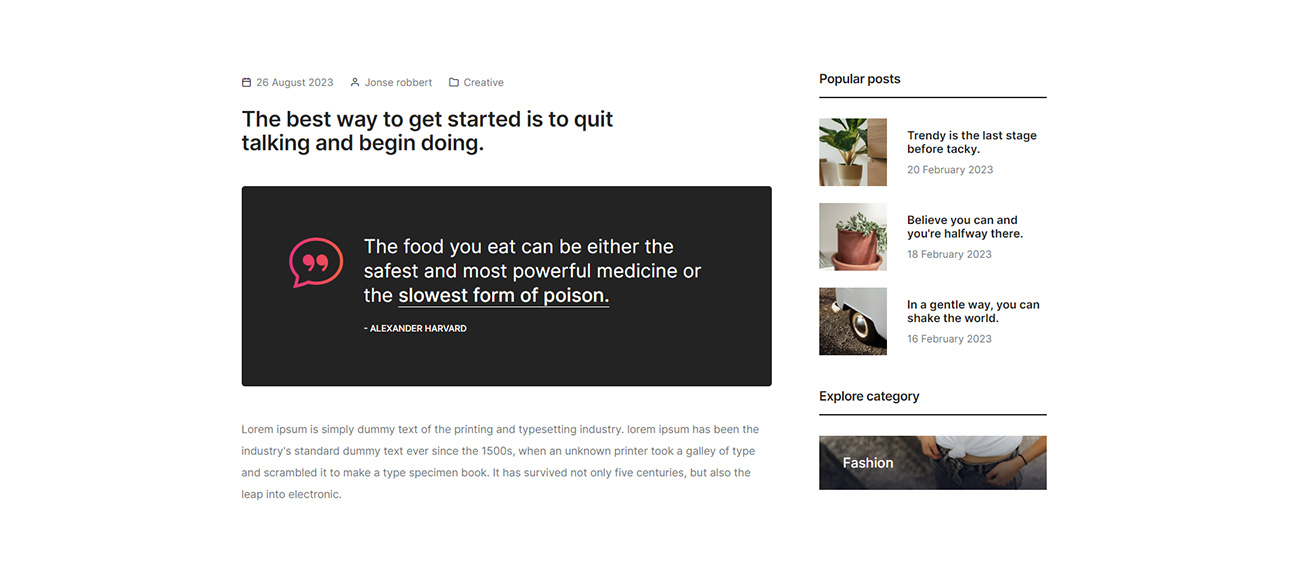 26 August 2023 Jonse robbert Creative
The best way to get started is to quit
talking and begin doing.
The food you eat can be either the
safest and most powerful medicine or
the slowest form of poison.
- ALEXANDER HARVARD
Lorem ipsum is simply dummy text of the printing and typesetting industry. lorem ipsum has been the
industry's standard dummy text ever since the 1500s, when an unknown printer took a galley of type
and scrambled it to make a type specimen book. It has survived not only five centuries, but also the
leap into electronic.
Popular posts
Trendy is the last stage
before tacky.
20 February 2023
Believe you can and
you're halfway there.
18 February 2023
In a gentle way, you can
shake the world.
16 February 2023
Explore category
Fashion